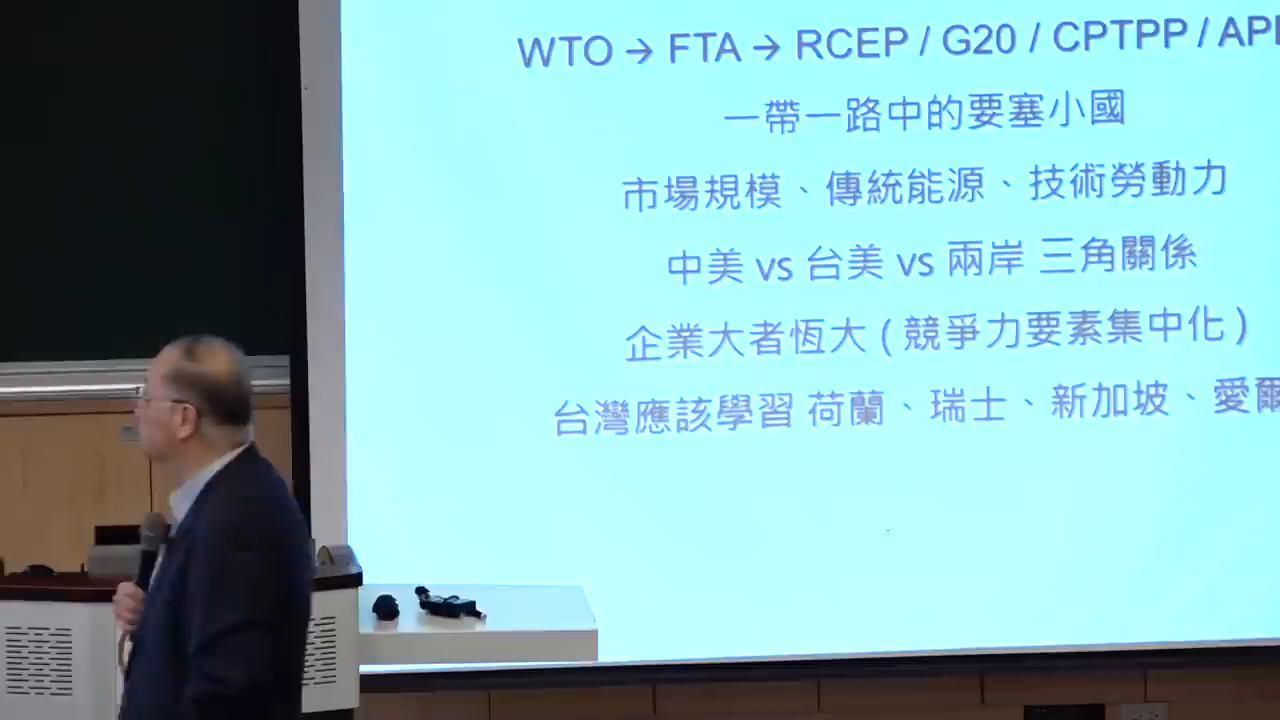 WTO → FTA → RCEP / G20 / CPTPP / AP
一帶一路中的要塞小國
市場規模、傳統能源、技術勞動力
中美 vs 台美 vs 兩岸 三角關係
企業大者恆大 ( 競爭力要素集中化 )
台灣應該學習 荷蘭、瑞士、新加坡、愛爾